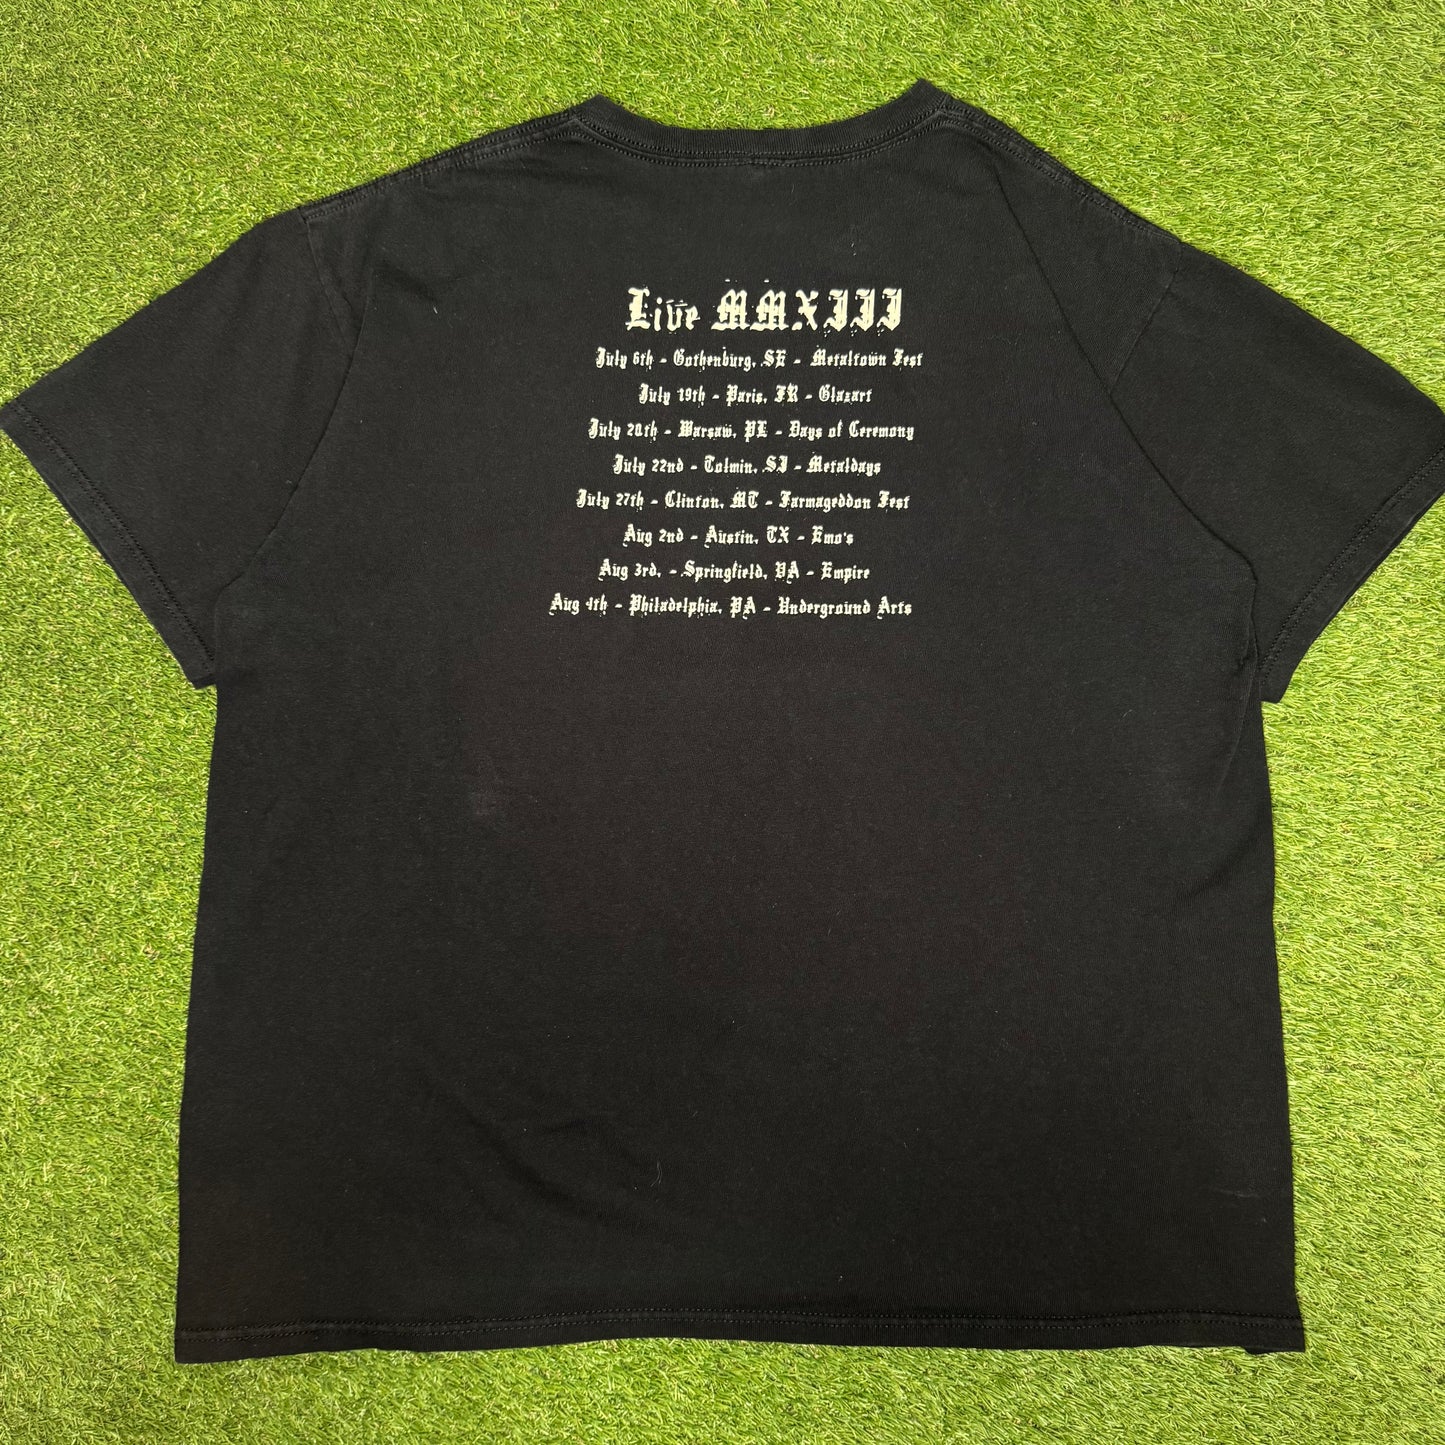 Live MMXIII
July 6th - Gothenburg, SE - Metaltown Fest
July 19th - Paris, FR - Glazart
July 20th - Warsaw, PL - Days of Ceremony
July 22nd - Tolmin, SI - Metaldays
July 27th - Clinton, MT - Farmageddon Fest
Aug 2nd - Austin, TX - Emo's
Aug 3rd, - Springfield, VA - Empire
Aug 4th - Philadelphia, PA - Underground Arts